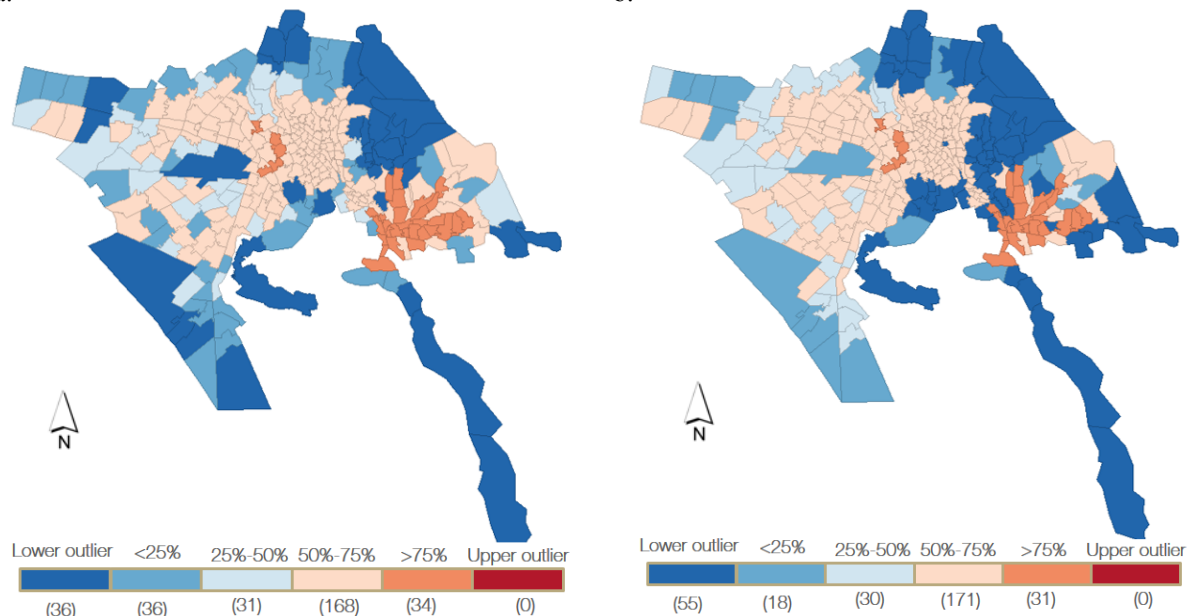 N
Lower outlier <25% 25%-50% 50%-75% >75% Upper outlier
(36) (36) (31) (168) (34) (0)
N
Lower outlier <25% 25%-50% 50%-75% >75% Upper outlier
(55) (18) (30) (171) (31) (0)